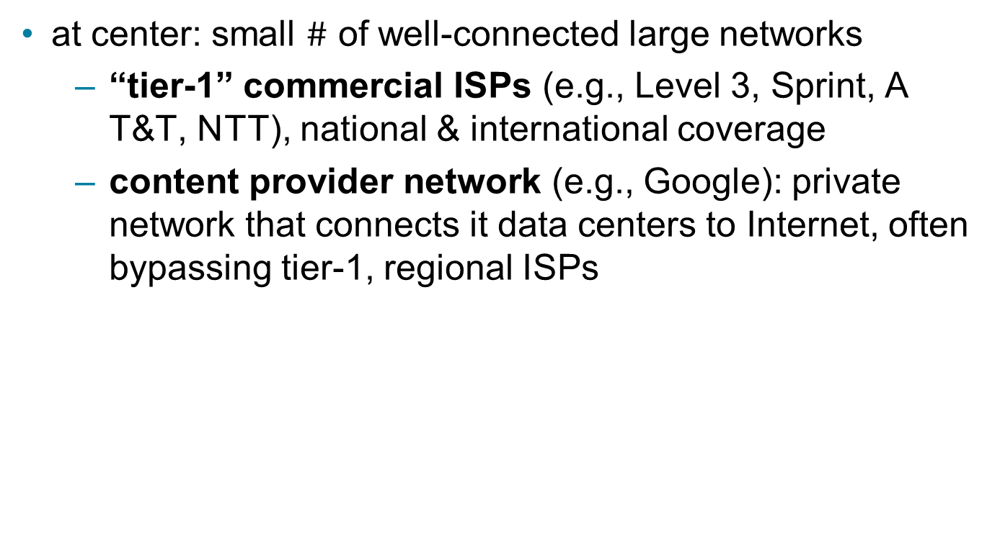 • at center: small # of well-connected large networks
– “tier-1” commercial ISPs (e.g., Level 3, Sprint, A
T&T, NTT), national & international coverage
– content provider network (e.g., Google): private
network that connects it data centers to Internet, often
bypassing tier-1, regional ISPs